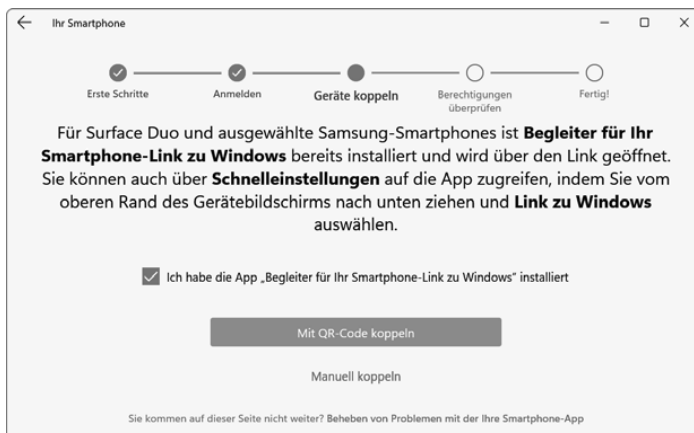 Ihr Smartphone
Erste Schritte
Anmelden
Geräte koppeln
Berechtigungen
überprüfen
Fertig!
Für Surface Duo und ausgewählte Samsung-Smartphones ist Begleiter für Ihr
Smartphone-Link zu Windows bereits installiert und wird über den Link geöffnet.
Sie können auch über Schnelleinstellungen auf die App zugreifen, indem Sie vom
oberen Rand des Gerätebildschirms nach unten ziehen und Link zu Windows
auswählen.
Ich habe die App „Begleiter für Ihr Smartphone-Link zu Windows" installiert
Mit QR-Code koppeln
Manuell koppeln
Sie kommen auf dieser Seite nicht weiter? Beheben von Problemen mit der Ihre Smartphone-App